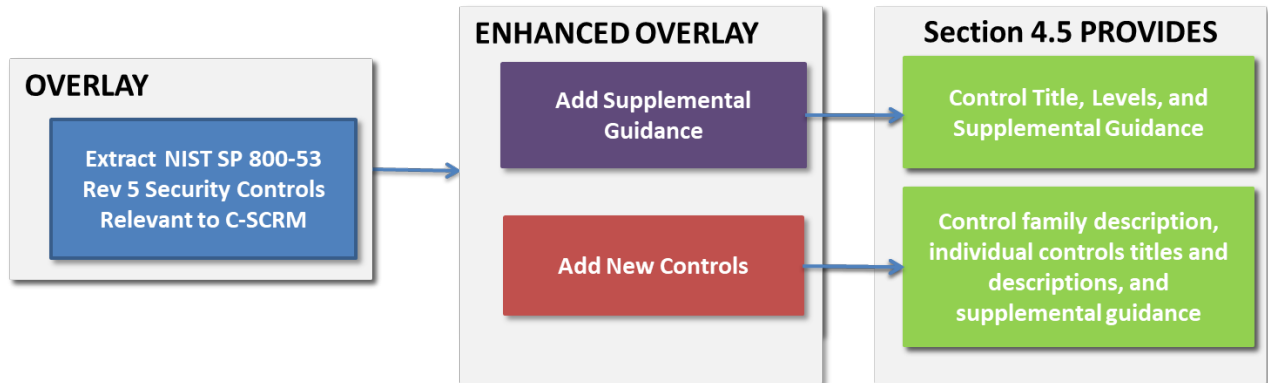 OVERLAY
Extract NIST SP 800-53
Rev 5 Security Controls
Relevant to C-SCRM
ENHANCED OVERLAY
Add Supplemental
Guidance
Add New Controls
Section 4.5 PROVIDES
Control Title, Levels, and
Supplemental Guidance
Control family description,
individual controls titles and
descriptions, and
supplemental guidance